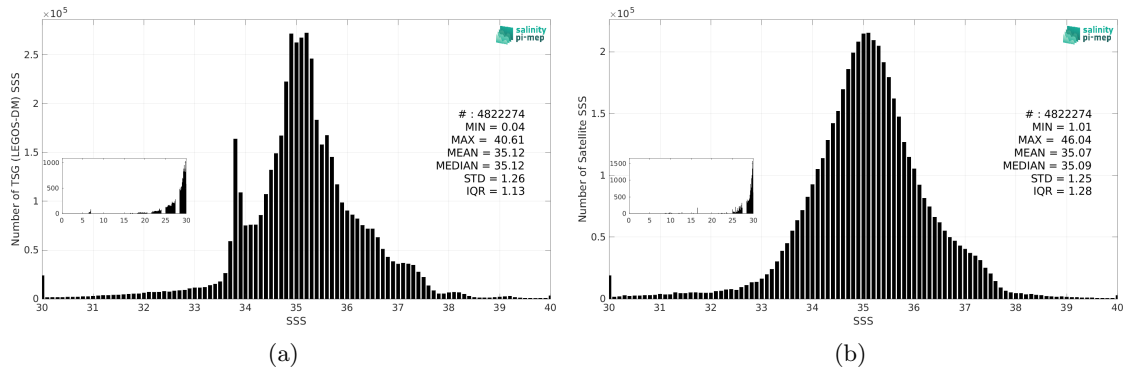 ×10⁵
salinity
pi-mep
2.5
2
1.5
1
0.5
0
Number of TSG (LEGOS-DM) SSS
# : 4822274
MIN = 0.04
MAX = 40.61
MEAN = 35.12
MEDIAN = 35.12
STD = 1.26
IQR = 1.13
1000
500
0
0 5 10 15 20 25 30
30 31 32 33 34 35 36 37 38 39 40
SSS
(a)
×10⁵
salinity
pi-mep
2
1.5
1
0.5
0
Number of Satellite SSS
# : 4822274
MIN = 1.01
MAX = 46.04
MEAN = 35.07
MEDIAN = 35.09
STD = 1.25
IQR = 1.28
1500
1000
500
0
0 5 10 15 20 25 30
30 31 32 33 34 35 36 37 38 39 40
SSS
(b)